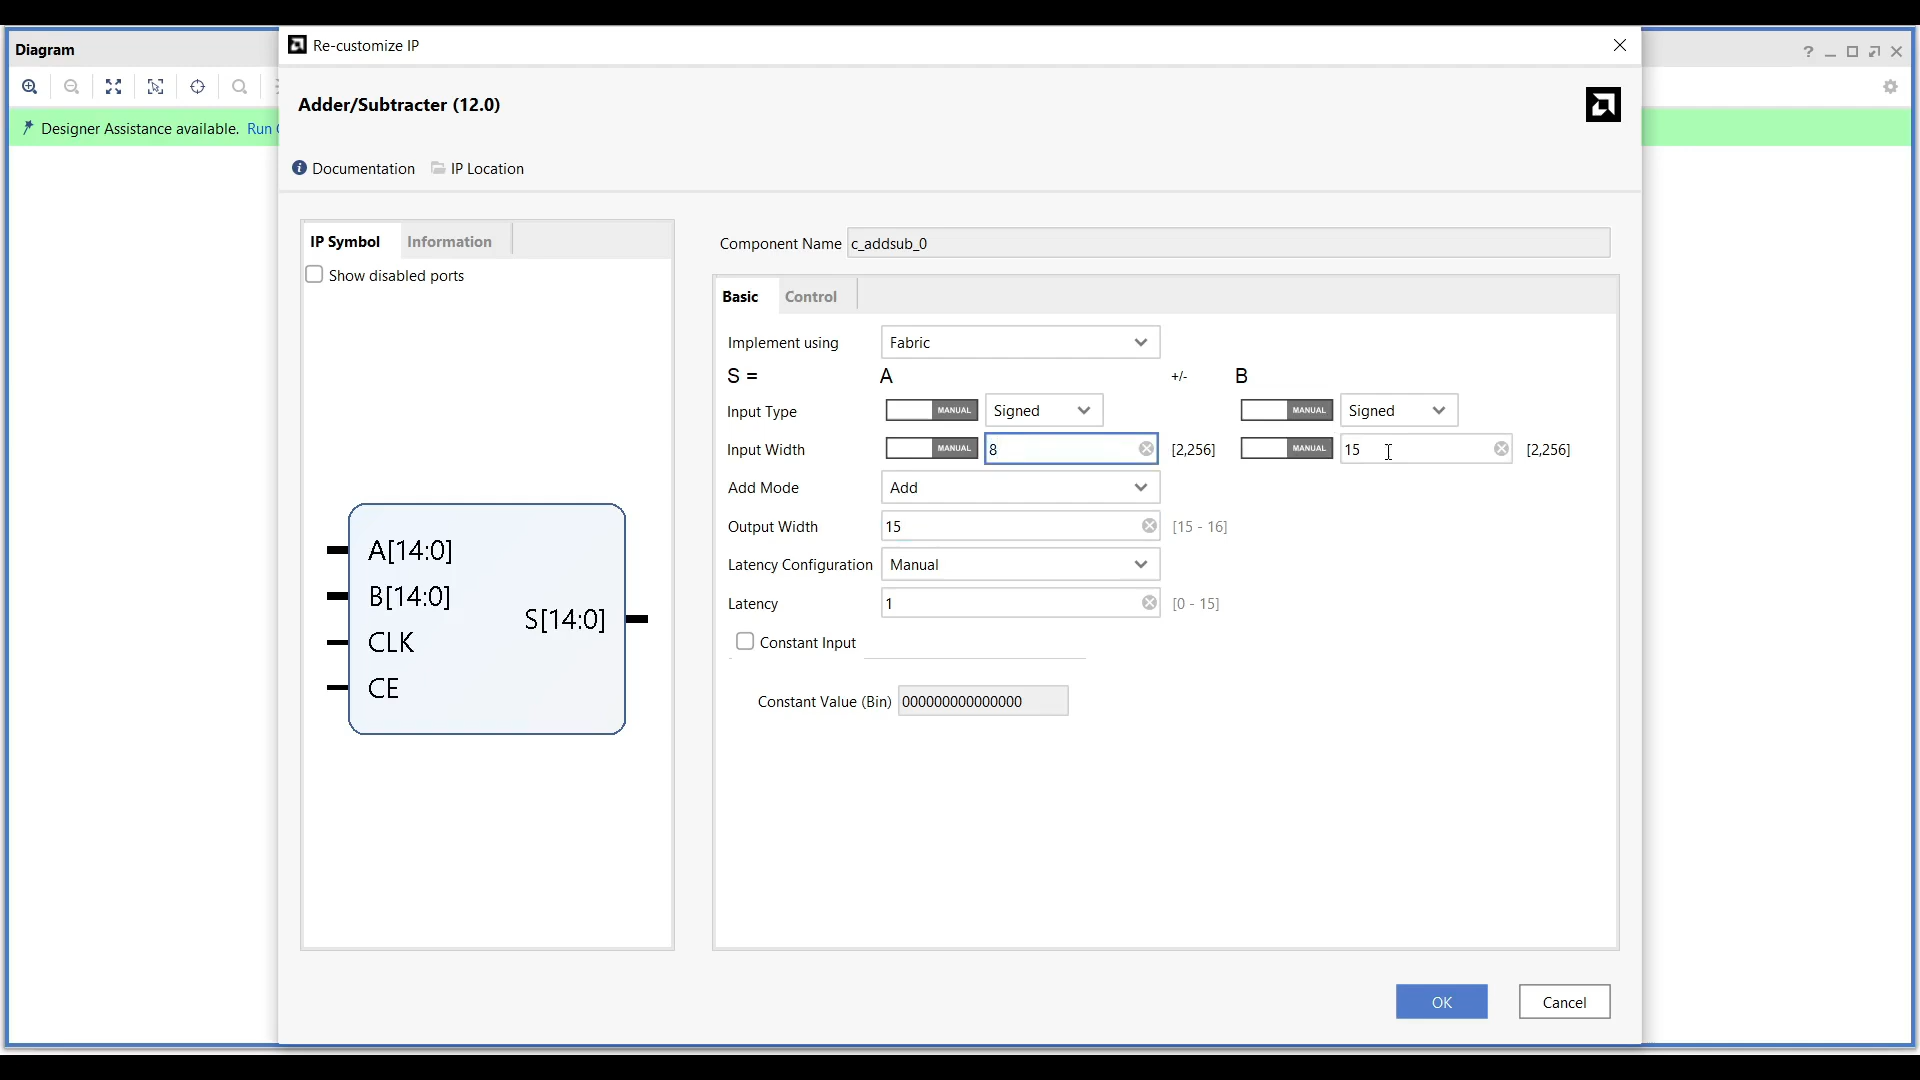 Diagram
Re-customize IP
Adder/Subtracter (12.0)
Designer Assistance available. Run
Documentation IP Location
IP Symbol Information
Show disabled ports
A[14:0]
B[14:0]
CLK
CE
S[14:0]
Component Name c_addsub_0
Basic Control
Implement using Fabric
S = A +/- B
Input Type MANUAL Signed MANUAL Signed
Input Width MANUAL 8 [2,256] MANUAL 15 [2,256]
Add Mode Add
Output Width 15 [15 - 16]
Latency Configuration Manual
Latency 1 [0 - 15]
Constant Input
Constant Value (Bin) 000000000000000
OK Cancel